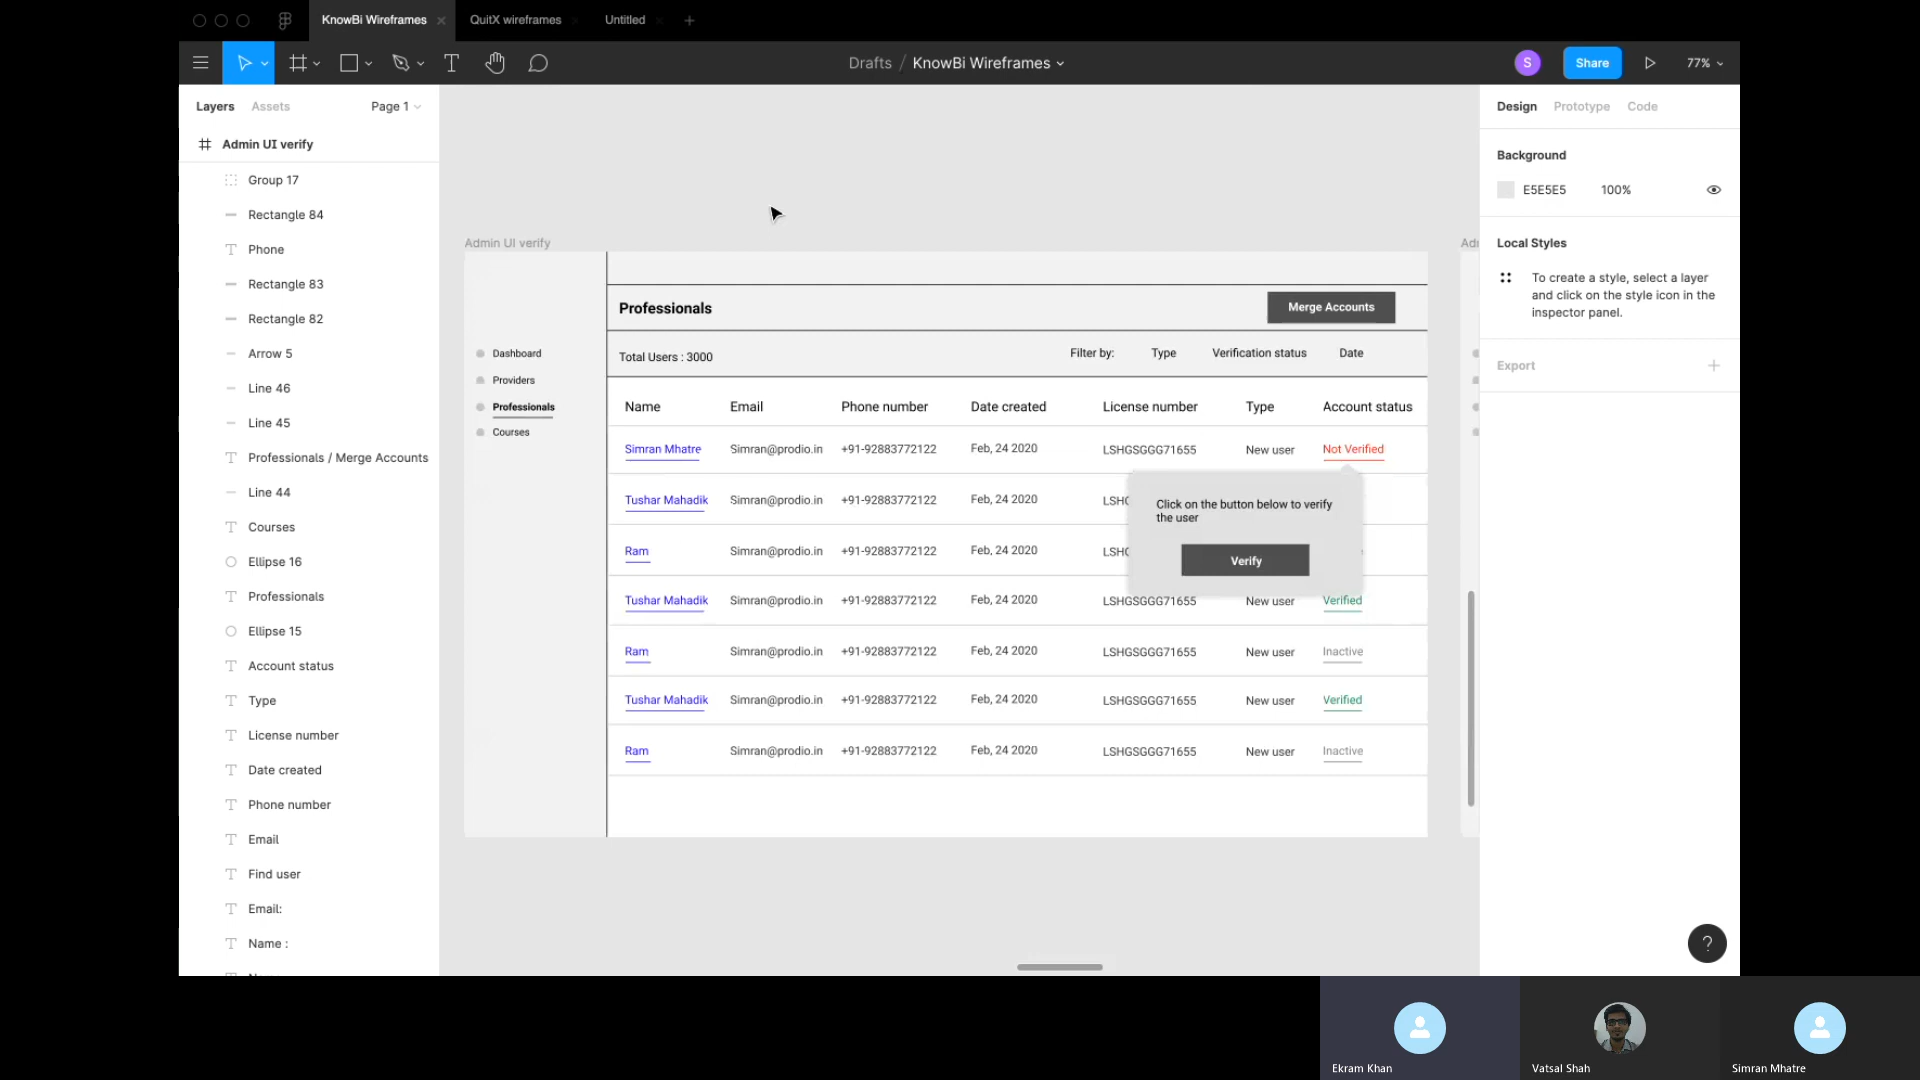 KnowBi Wireframes
QuitX wireframes
Untitled
Drafts / KnowBi Wireframes
S
Share
77%
Layers
Assets
Page 1
Admin UI verify
Group 17
Rectangle 84
Phone
Rectangle 83
Rectangle 82
Arrow 5
Line 46
Line 45
Professionals / Merge Accounts
Line 44
Courses
Ellipse 16
Professionals
Ellipse 15
Account status
Type
License number
Date created
Phone number
Email
Find user
Email:
Name :
Admin UI verify
Dashboard
Providers
Professionals
Courses
Professionals
Merge Accounts
Total Users : 3000
Filter by: Type Verification status Date
Name Email Phone number Date created License number Type Account status
Simran Mhatre Simran@prodio.in +91-92883772122 Feb, 24 2020 LSHGSGGG71655 New user Not Verified
Tushar Mahadik Simran@prodio.in +91-92883772122 Feb, 24 2020
Ram Simran@prodio.in +91-92883772122 Feb, 24 2020
Click on the button below to verify
the user
Verify
Tushar Mahadik Simran@prodio.in +91-92883772122 Feb, 24 2020 LSHGSGGG71655 New user Verified
Ram Simran@prodio.in +91-92883772122 Feb, 24 2020 LSHGSGGG71655 New user Inactive
Tushar Mahadik Simran@prodio.in +91-92883772122 Feb, 24 2020 LSHGSGGG71655 New user Verified
Ram Simran@prodio.in +91-92883772122 Feb, 24 2020 LSHGSGGG71655 New user Inactive
Design
Prototype
Code
Background
E5E5E5
100%
Local Styles
To create a style, select a layer
and click on the style icon in the
inspector panel.
Export
?
Ekram Khan
Vatsal Shah
Simran Mhatre